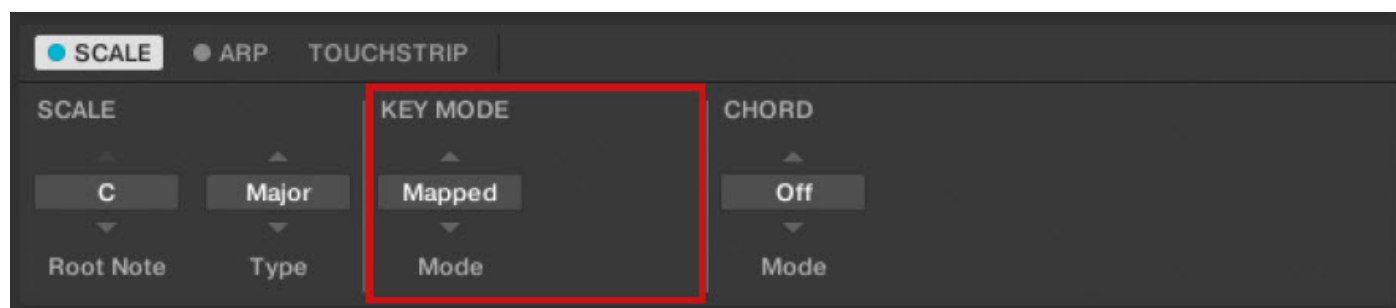 SCALE ARP TOUCHSTRIP
SCALE KEY MODE CHORD
C Major Mapped Off
Root Note Type Mode Mode